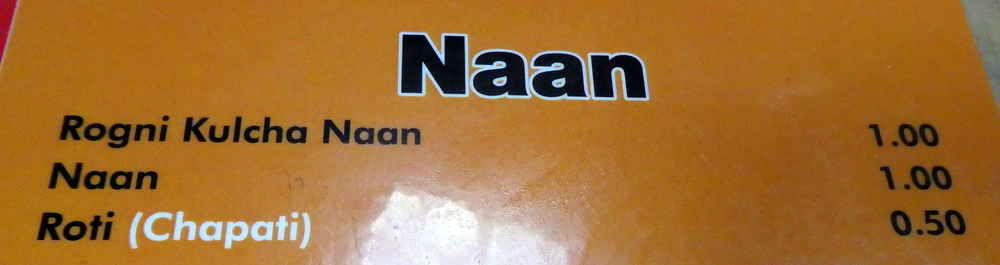 Naan
Rogni Kulcha Naan 1.00
Naan 1.00
Roti (Chapati) 0.50